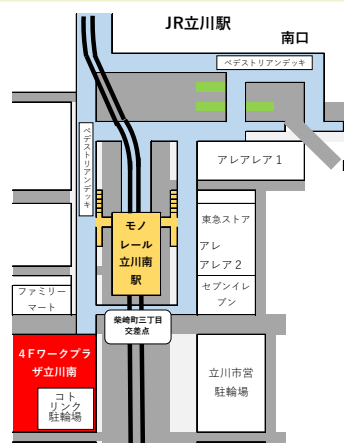 JR立川駅
南口
ペデストリアンデッキ
ペデストリアンデッキ
アレアレア１
東急ストア
アレ
アレア２
セブンイレ
ブン
モノ
レール
立川南
駅
ファミリー
マート
柴崎町三丁目
交差点
４Ｆワークプラ
ザ立川南
コト
リンク
駐輪場
立川市営
駐輪場